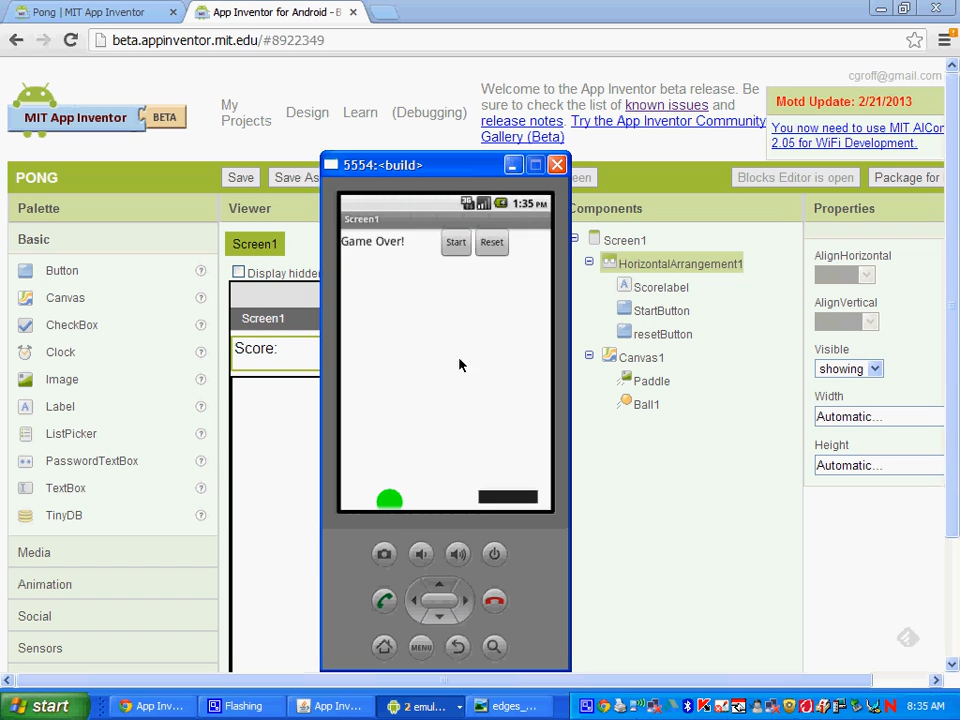 Pong | MIT App Inventor
App Inventor for Android - B
beta.appinventor.mit.edu/#8922349
MIT App Inventor
BETA
My Projects
Design
Learn
(Debugging)
Welcome to the App Inventor beta release. Be
sure to check the list of known issues and
release notes. Try the App Inventor Community
Gallery (Beta)
cgroff@gmail.com
Motd Update: 2/21/2013
You now need to use MIT AICon
2.05 for WiFi Development.
PONG
Save
Save As
een
Blocks Editor is open
Package for
Palette
Viewer
Components
Properties
Basic
Button
Canvas
CheckBox
Clock
Image
Label
ListPicker
PasswordTextBox
TextBox
TinyDB
Media
Animation
Social
Sensors
Screen1
Display hidden
Screen1
Score:
5554:<build>
1:35 PM
Screen1
Game Over!
Start
Reset
MENU
Screen1
HorizontalArrangement1
Scorelabel
StartButton
resetButton
Canvas1
Paddle
Ball1
AlignHorizontal
AlignVertical
Visible
showing
Width
Automatic...
Height
Automatic...
start
App Inv...
Flashing
App Inv...
2 emul...
edges_...
8:35 AM